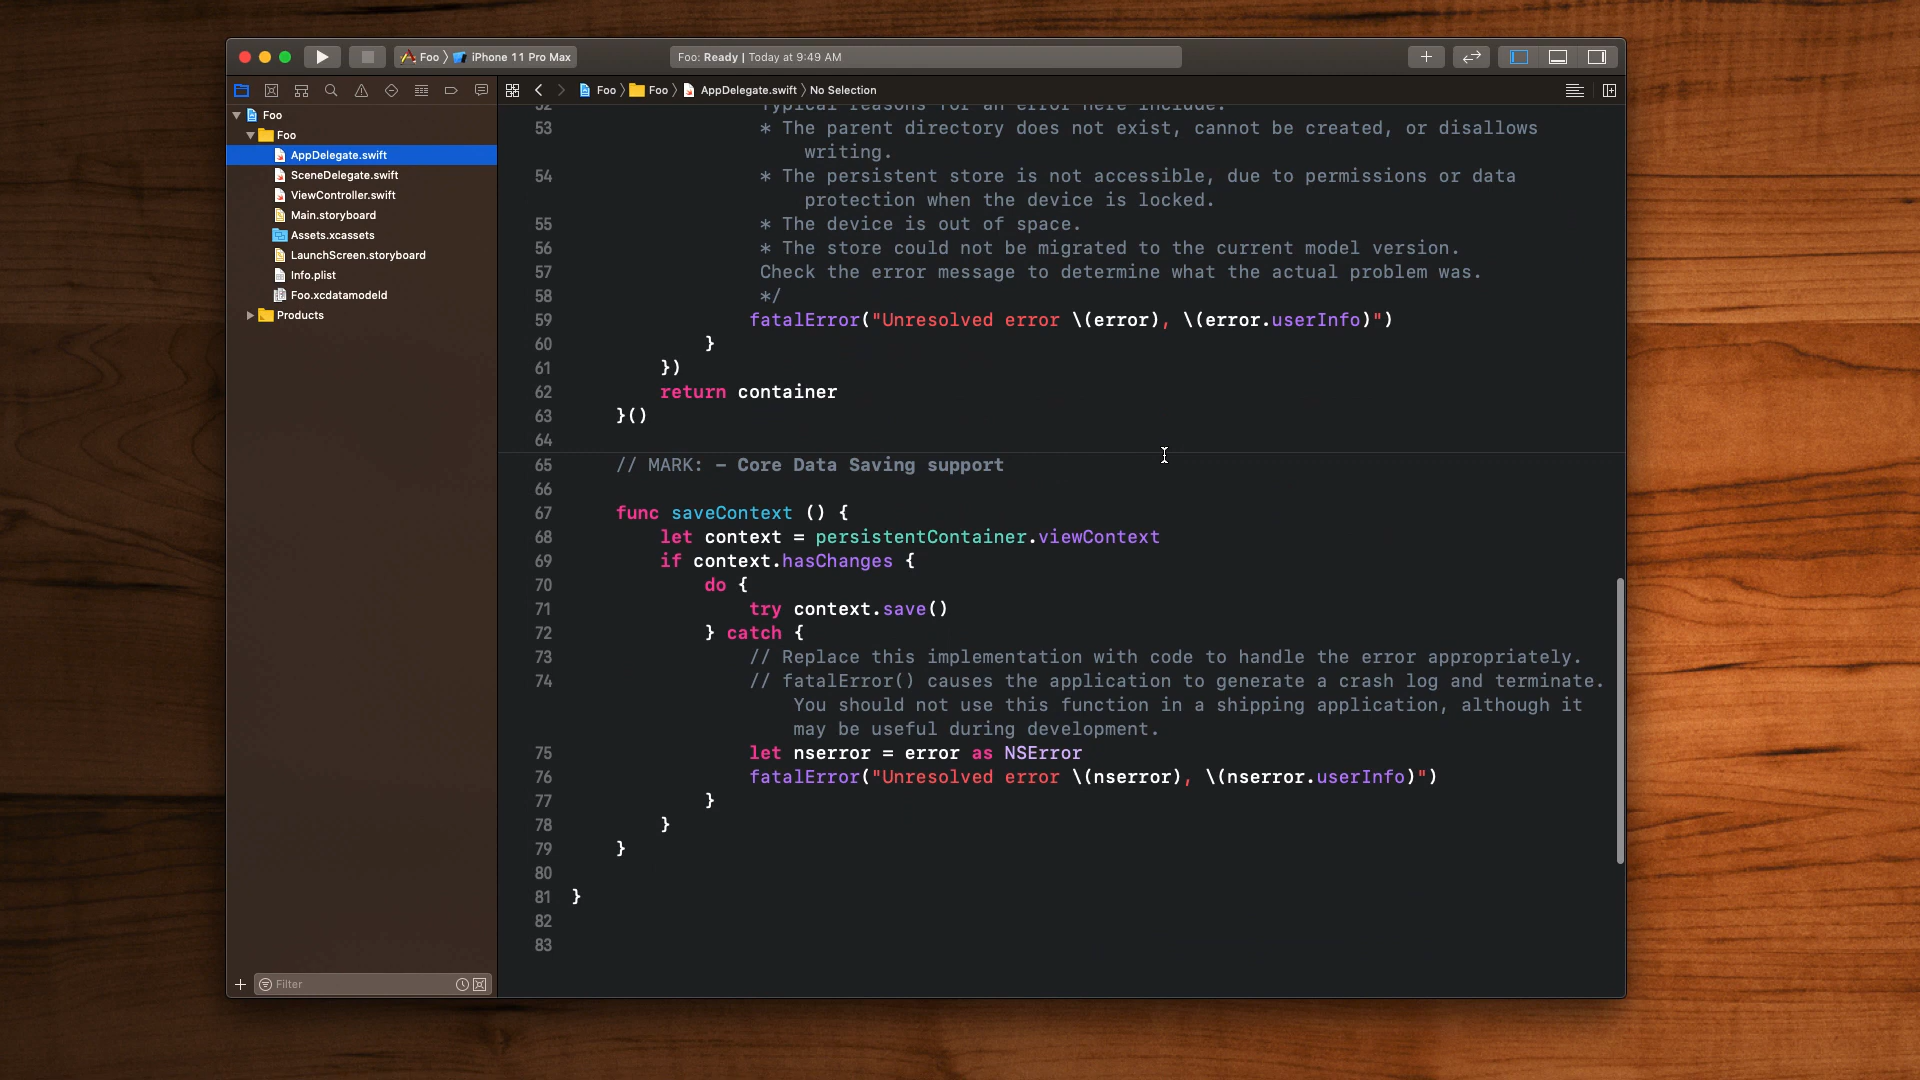 Foo
iPhone 11 Pro Max
Foo: Ready | Today at 9:49 AM
Foo
Foo
AppDelegate.swift
No Selection
Foo
Foo
AppDelegate.swift
SceneDelegate.swift
ViewController.swift
Main.storyboard
Assets.xcassets
LaunchScreen.storyboard
Info.plist
Foo.xcdatamodeld
Products
Filter
52 Typical reasons for an error here include:
53 * The parent directory does not exist, cannot be created, or disallows
writing.
54 * The persistent store is not accessible, due to permissions or data
protection when the device is locked.
55 * The device is out of space.
56 * The store could not be migrated to the current model version.
57 Check the error message to determine what the actual problem was.
58 */
59 fatalError("Unresolved error \(error), \(error.userInfo)")
60 }
61 })
62 return container
63 }()
64
65 // MARK: - Core Data Saving support
66
67 func saveContext () {
68 let context = persistentContainer.viewContext
69 if context.hasChanges {
70 do {
71 try context.save()
72 } catch {
73 // Replace this implementation with code to handle the error appropriately.
74 // fatalError() causes the application to generate a crash log and terminate.
You should not use this function in a shipping application, although it
may be useful during development.
75 let nserror = error as NSError
76 fatalError("Unresolved error \(nserror), \(nserror.userInfo)")
77 }
78 }
79 }
80
81 }
82
83